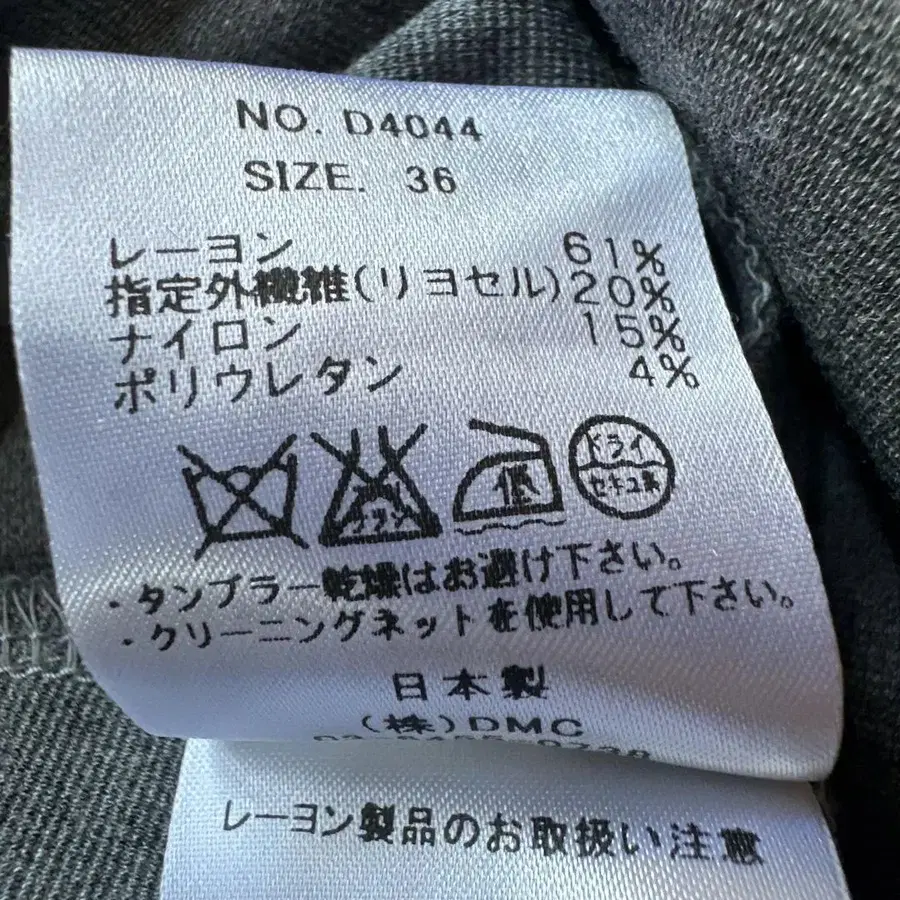 NO. D4044
SIZE. 36
レーヨン 61%
指定外繊維(リヨセル)20%
ナイロン 15%
ポリウレタン 4%
低 ドライ
セキユ系
・タンブラー乾燥はお避け下さい。
・クリーニングネットを使用して下さい。
日本製
(株)DMC
レーヨン製品のお取扱い注意